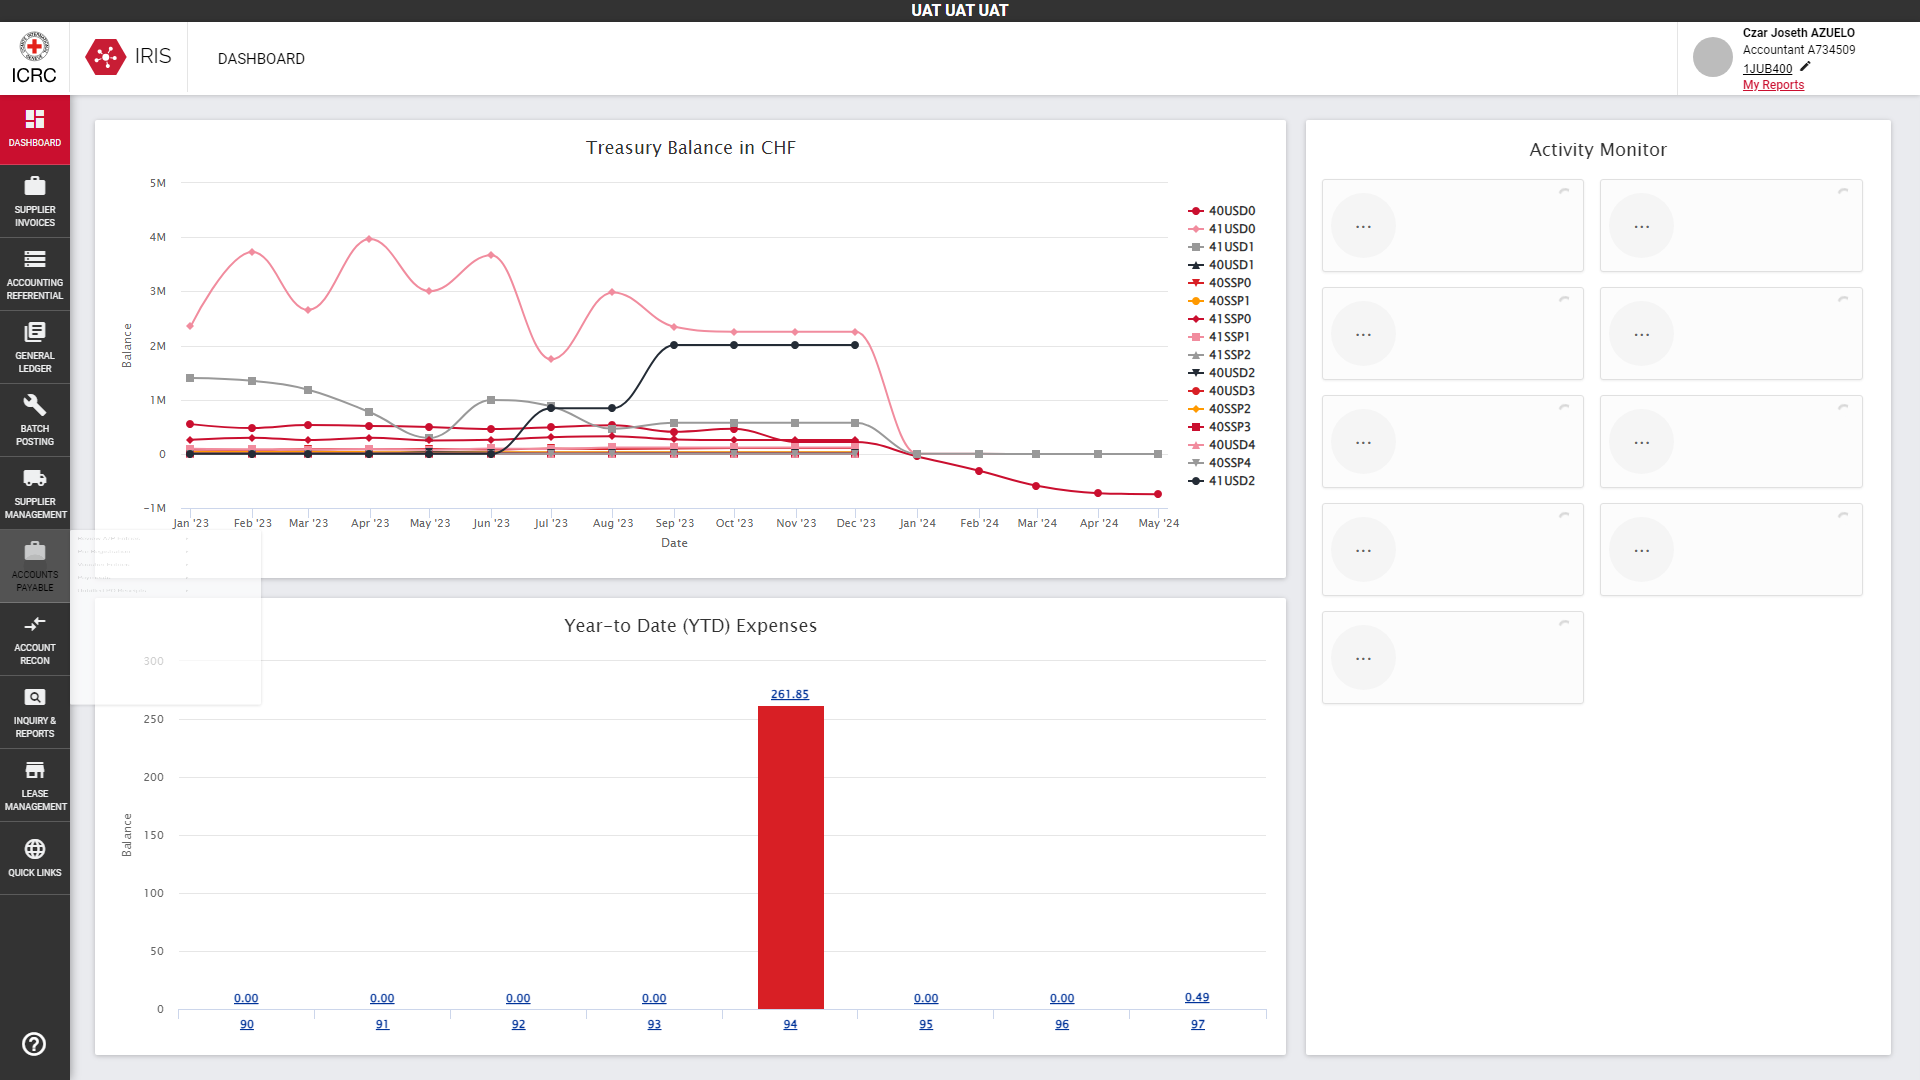 UAT UAT UAT
ICRC
IRIS
DASHBOARD
Czar Joseth AZUELO
Accountant A734509
1JUB400
My Reports
DASHBOARD
SUPPLIER
INVOICES
ACCOUNTING
REFERENTIAL
GENERAL
LEDGER
BATCH
POSTING
SUPPLIER
MANAGEMENT
ACCOUNTS
PAYABLE
ACCOUNT
RECON
INQUIRY &
REPORTS
LEASE
MANAGEMENT
QUICK LINKS
Treasury Balance in CHF
5M
4M
3M
2M
1M
0
-1M
Balance
Jan '23 Feb '23 Mar '23 Apr '23 May '23 Jun '23 Jul '23 Aug '23 Sep '23 Oct '23 Nov '23 Dec '23 Jan '24 Feb '24 Mar '24 Apr '24 May '24
Date
40USD0
41USD0
41USD1
40USD1
40SSP0
40SSP1
41SSP0
41SSP1
41SSP2
40USD2
40USD3
40SSP2
40SSP3
40USD4
40SSP4
41USD2
Year-to Date (YTD) Expenses
300
250
200
150
100
50
0
Balance
261.85
0.00 0.00 0.00 0.00 0.00 0.00 0.49
90 91 92 93 94 95 96 97
Activity Monitor
... ...
... ...
... ...
... ...
...